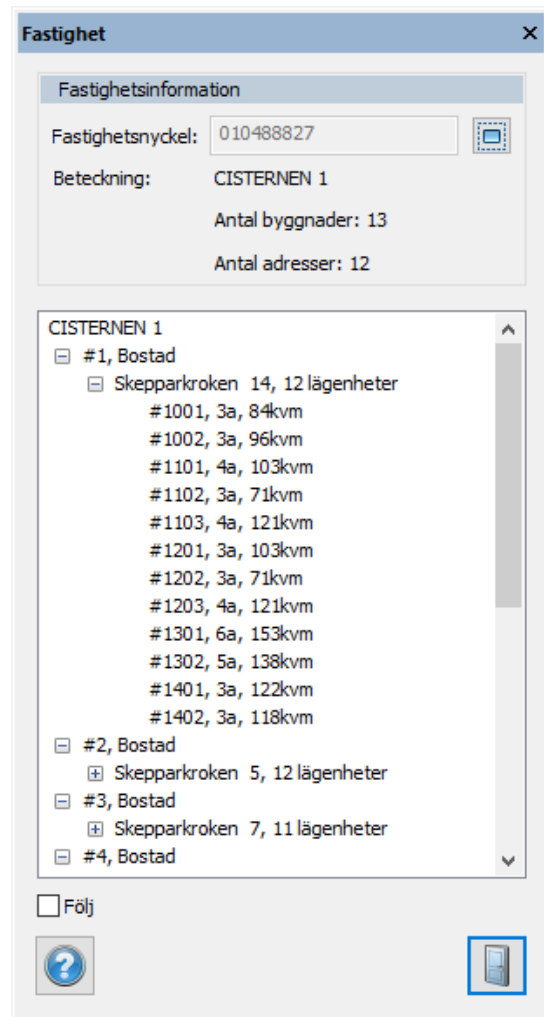 Fastighet
Fastighetsinformation
Fastighetsnyckel: 010488827
Beteckning: CISTERNEN 1
Antal byggnader: 13
Antal adresser: 12
CISTERNEN 1
#1, Bostad
Skepparkroken 14, 12 lägenheter
#1001, 3a, 84kvm
#1002, 3a, 96kvm
#1101, 4a, 103kvm
#1102, 3a, 71kvm
#1103, 4a, 121kvm
#1201, 3a, 103kvm
#1202, 3a, 71kvm
#1203, 4a, 121kvm
#1301, 6a, 153kvm
#1302, 5a, 138kvm
#1401, 3a, 122kvm
#1402, 3a, 118kvm
#2, Bostad
Skepparkroken 5, 12 lägenheter
#3, Bostad
Skepparkroken 7, 11 lägenheter
#4, Bostad
Följ